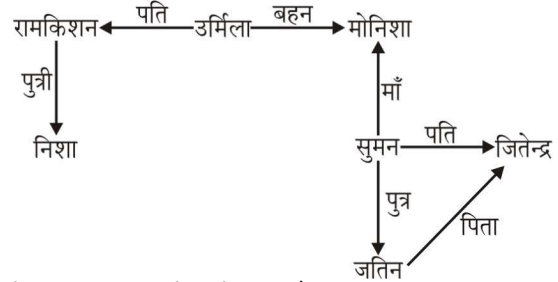 रामकिशन पति उर्मिला बहन मोनिशा
पुत्री
माँ
निशा सुमन पति जितेन्द्र
पुत्र
पिता
जतिन